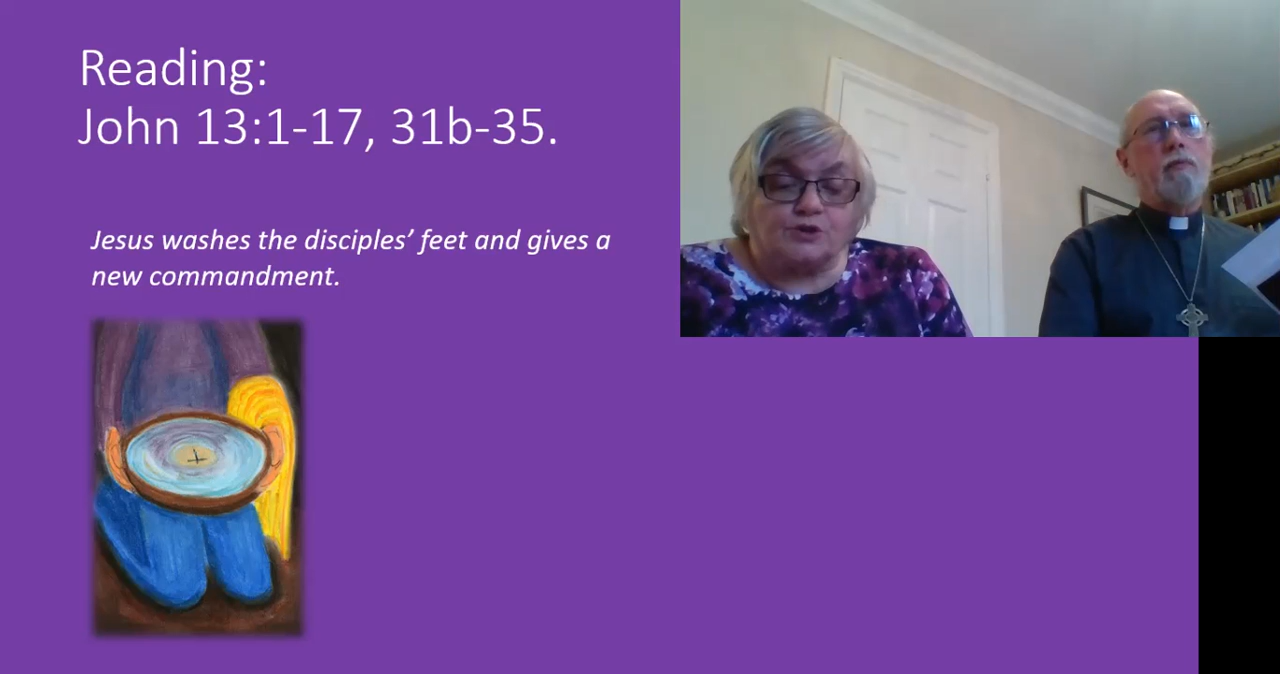 Reading:
John 13:1-17, 31b-35.
Jesus washes the disciples’ feet and gives a
new commandment.